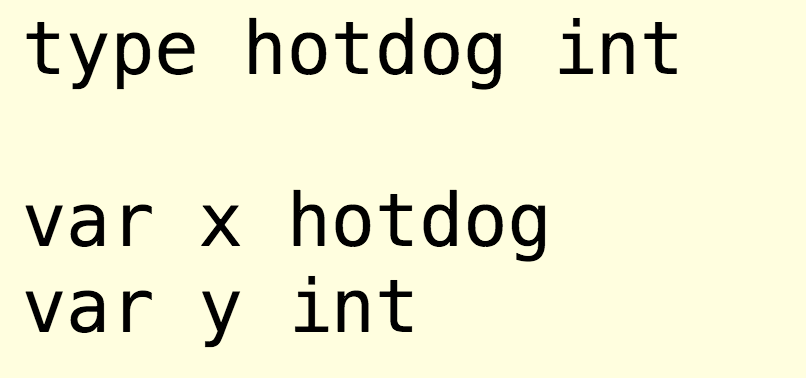 type hotdog int
var x hotdog
var y int